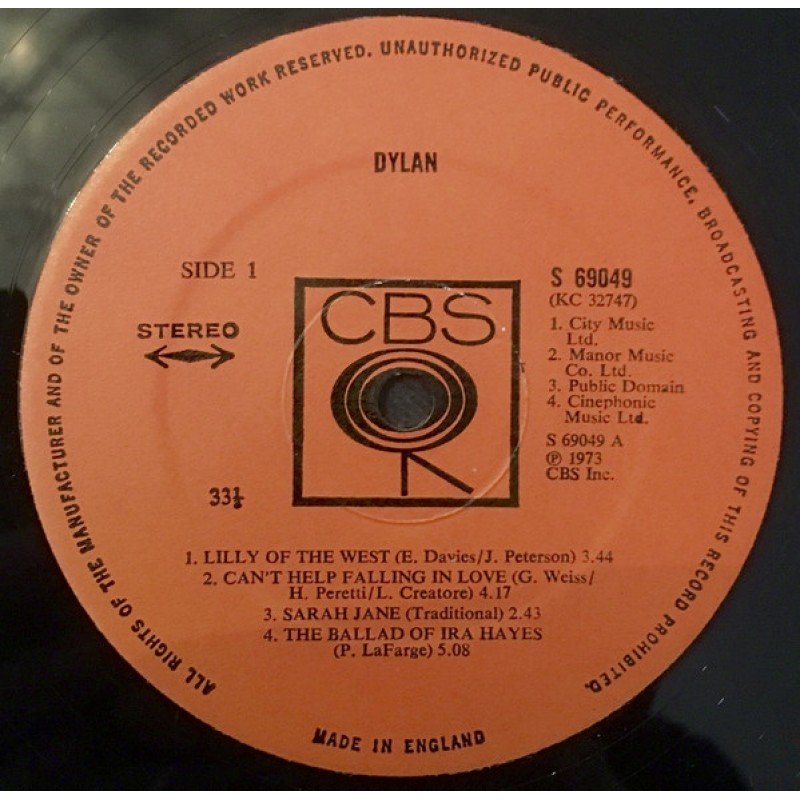 ALL RIGHTS OF THE MANUFACTURER AND OF THE OWNER OF THE RECORDED WORK RESERVED. UNAUTHORIZED PUBLIC PERFORMANCE, BROADCASTING AND COPYING OF THIS RECORD PROHIBITED.
DYLAN
SIDE 1
STEREO
33⅓
CBS
S 69049
(KC 32747)
1. City Music
Ltd.
2. Manor Music
Co. Ltd.
3. Public Domain
4. Cinephonic
Music Ltd.
S 69049 A
℗ 1973
CBS Inc.
1. LILLY OF THE WEST (E. Davies/J. Peterson) 3.44
2. CAN'T HELP FALLING IN LOVE (G. Weiss/
H. Peretti/L. Creatore) 4.17
3. SARAH JANE (Traditional) 2.43
4. THE BALLAD OF IRA HAYES
(P. LaFarge) 5.08
MADE IN ENGLAND